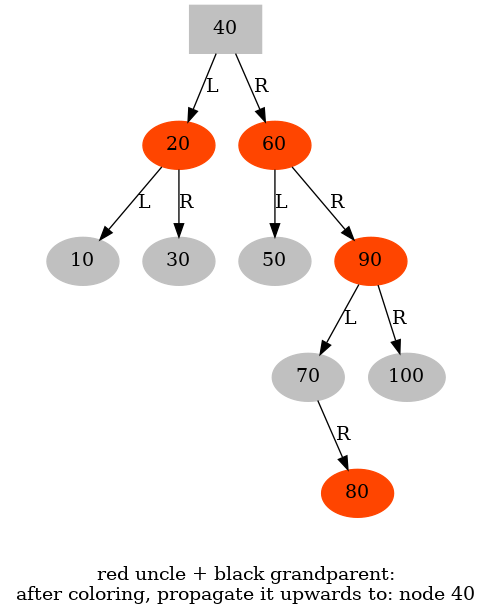 40
L R
20 60
L R L R
10 30 50 90
L R
70 100
R
80
red uncle + black grandparent:
after coloring, propagate it upwards to: node 40